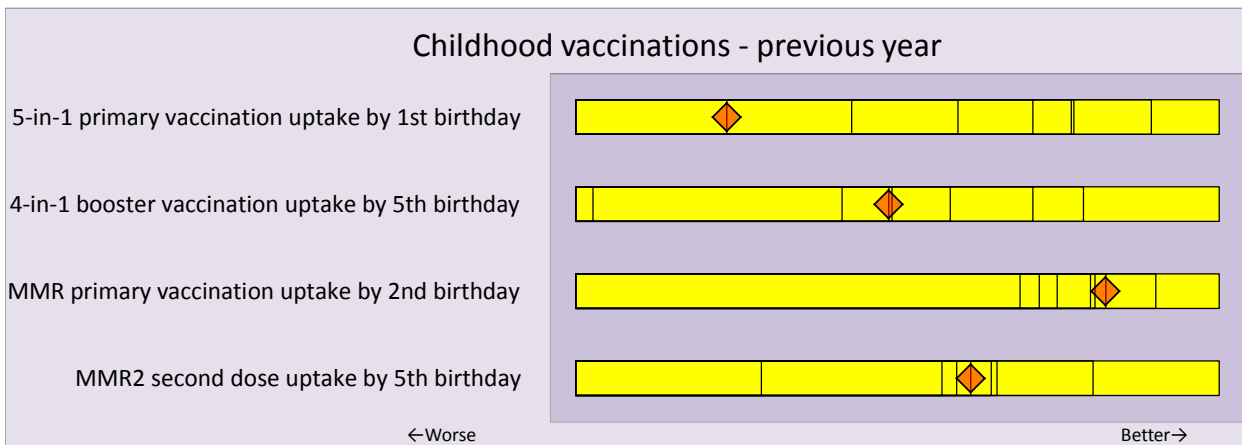 Childhood vaccinations - previous year
5-in-1 primary vaccination uptake by 1st birthday
4-in-1 booster vaccination uptake by 5th birthday
MMR primary vaccination uptake by 2nd birthday
MMR2 second dose uptake by 5th birthday
←Worse
Better→